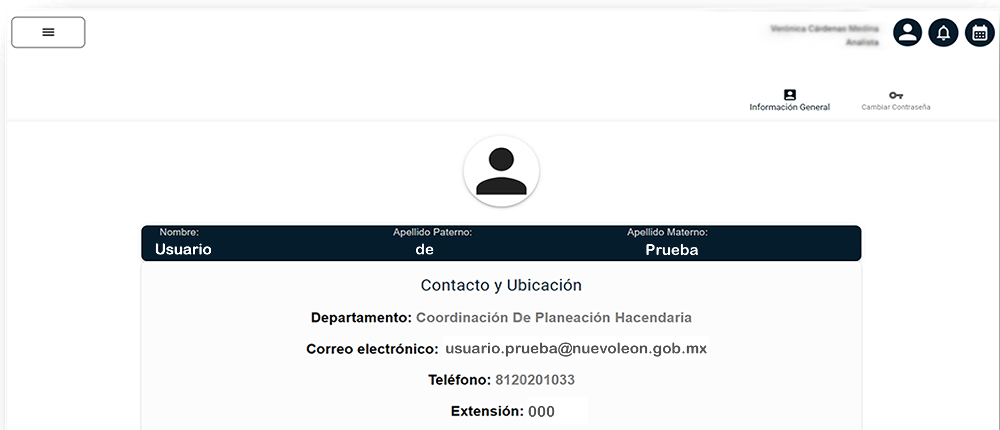 Verónica Cárdenas Medina
Analista
Información General
Cambiar Contraseña
Nombre: Apellido Paterno: Apellido Materno:
Usuario de Prueba
Contacto y Ubicación
Departamento: Coordinación De Planeación Hacendaria
Correo electrónico: usuario.prueba@nuevoleon.gob.mx
Teléfono: 8120201033
Extensión: 000